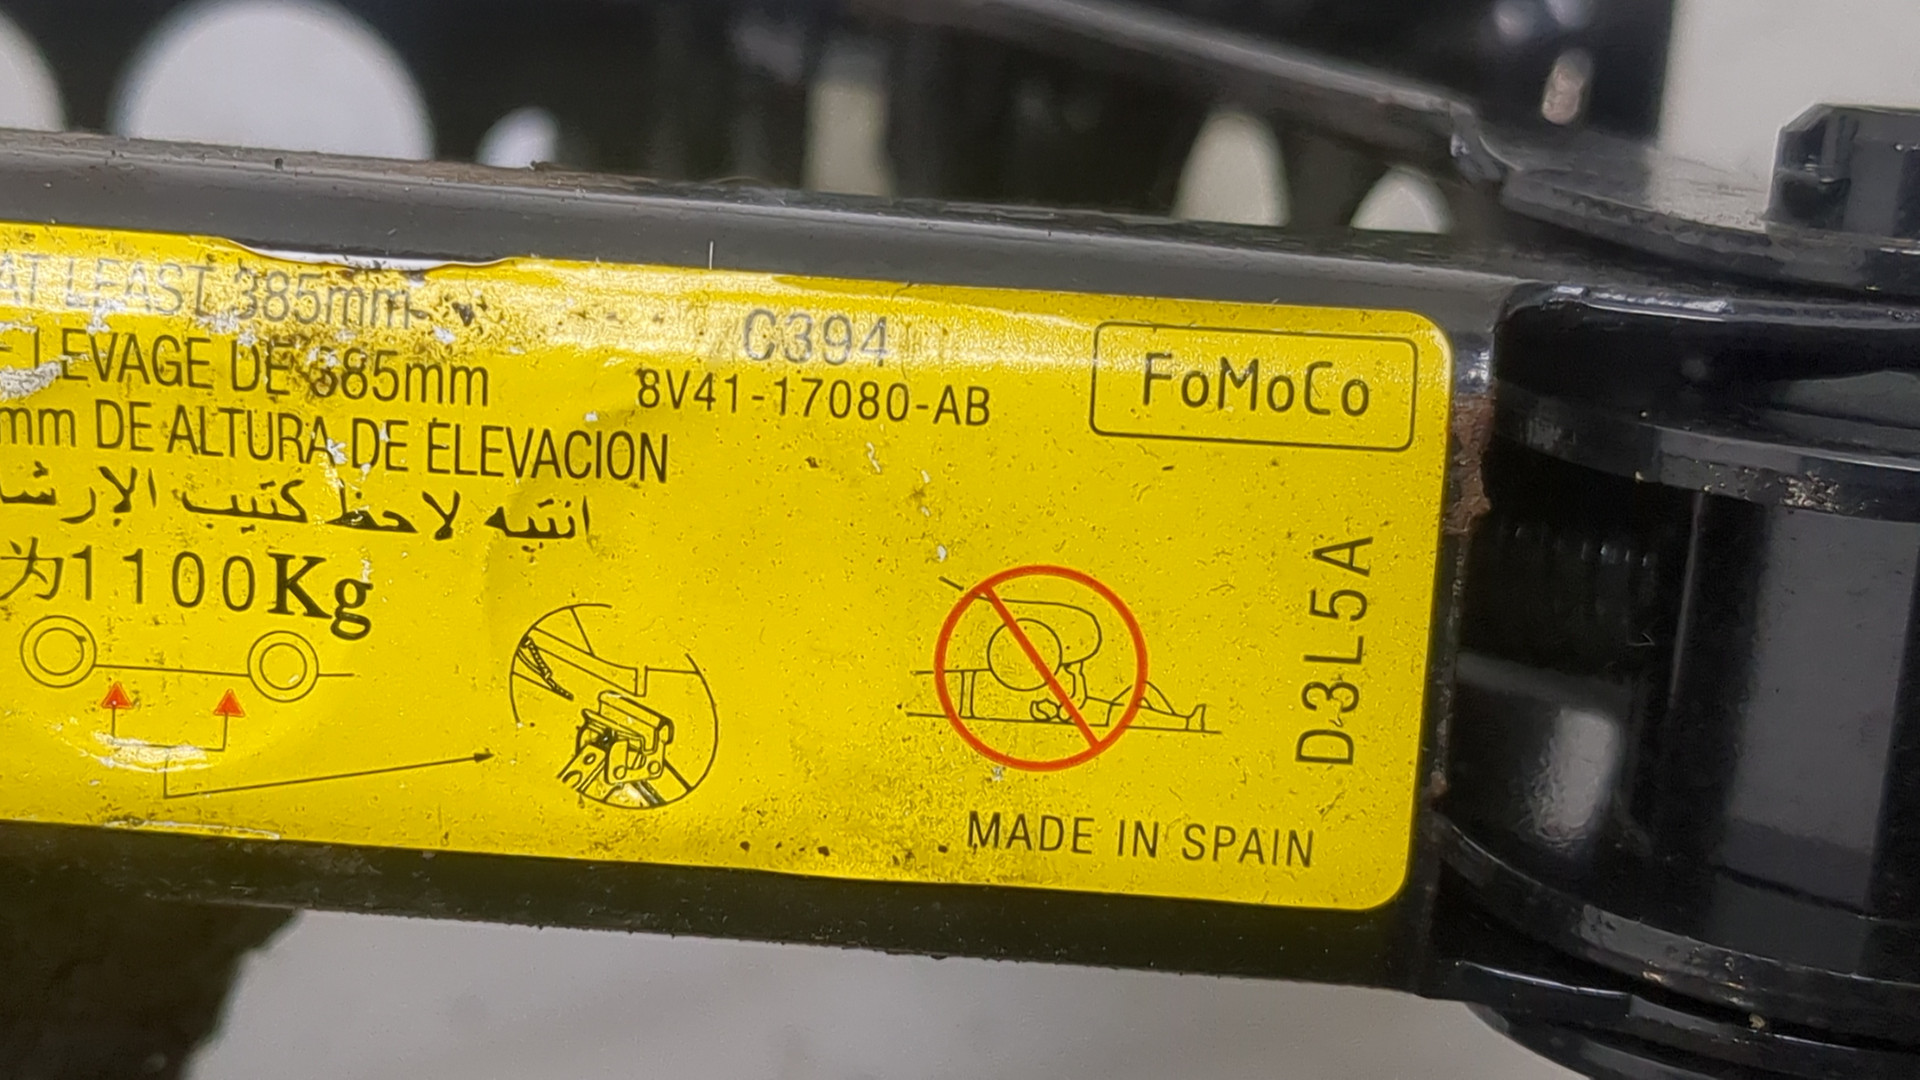 AT LEAST 385mm
ELEVAGE DE 385mm
mm DE ALTURA DE ELEVACION
انتبه لاحظ كتيب الإرشا
为1100Kg
C394
8V41-17080-AB
FoMoCo
D3L5A
MADE IN SPAIN